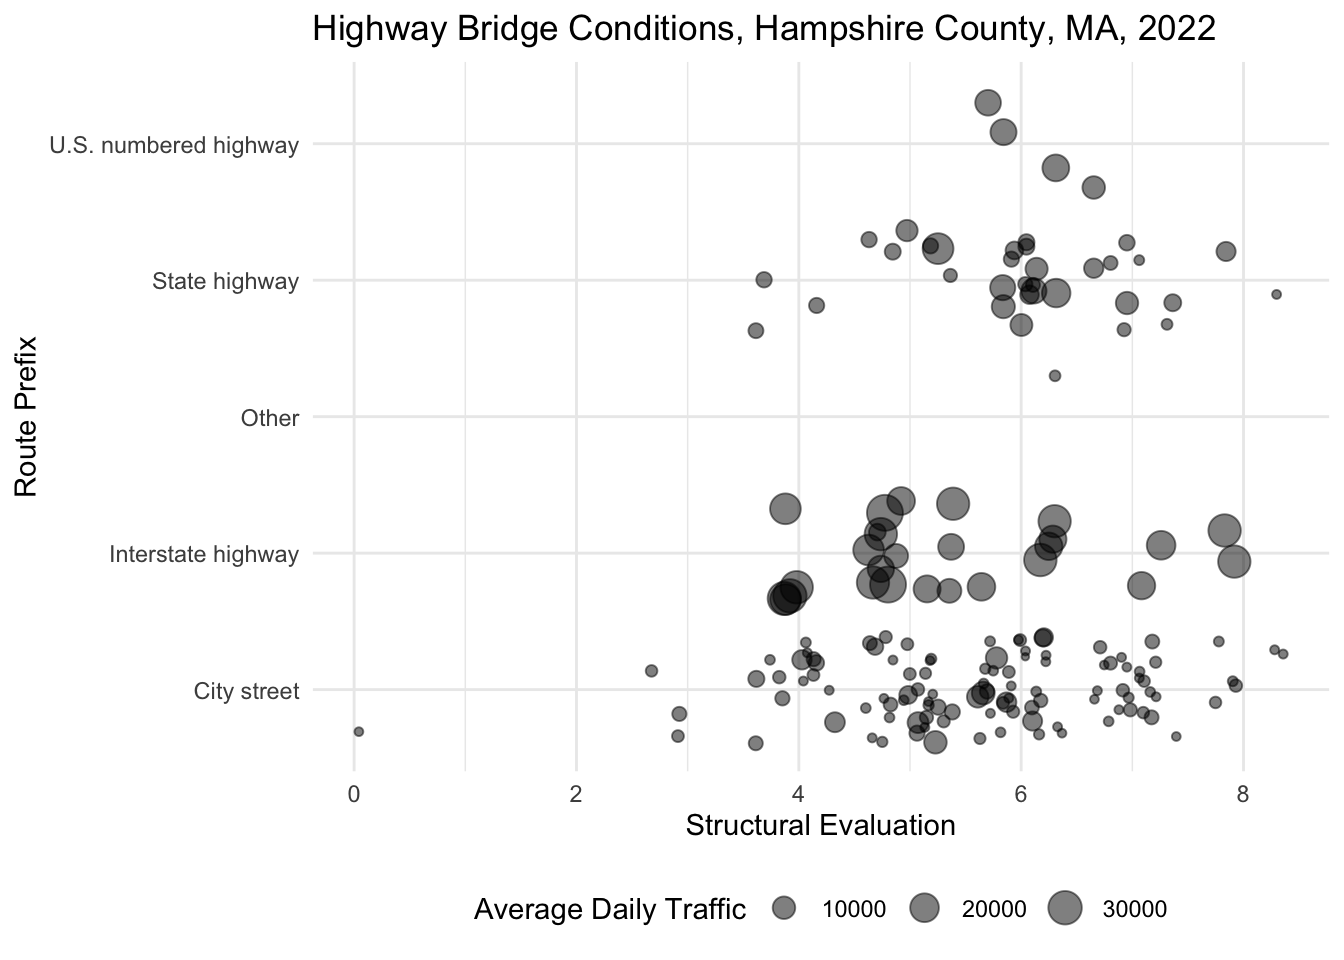 Highway Bridge Conditions, Hampshire County, MA, 2022
Route Prefix
U.S. numbered highway
State highway
Other
Interstate highway
City street
0 2 4 6 8
Structural Evaluation
Average Daily Traffic 10000 20000 30000